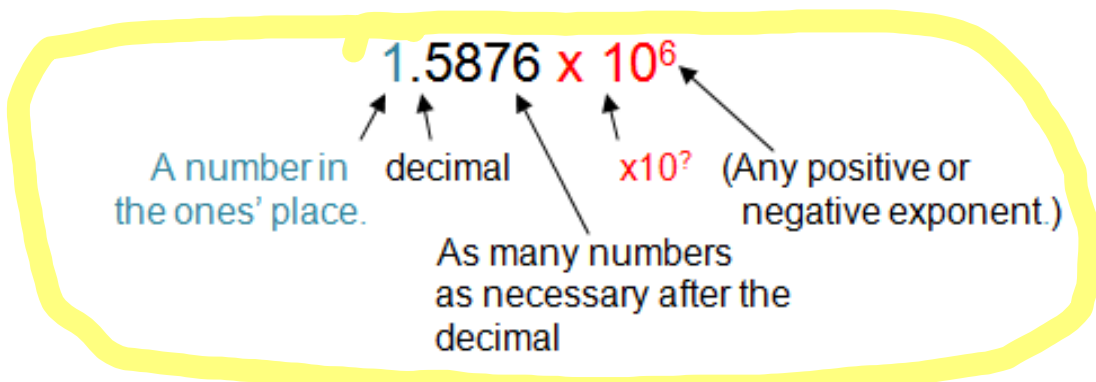 1.5876 x 10⁶
A number in the ones’ place.
decimal
x10?
(Any positive or negative exponent.)
As many numbers as necessary after the decimal